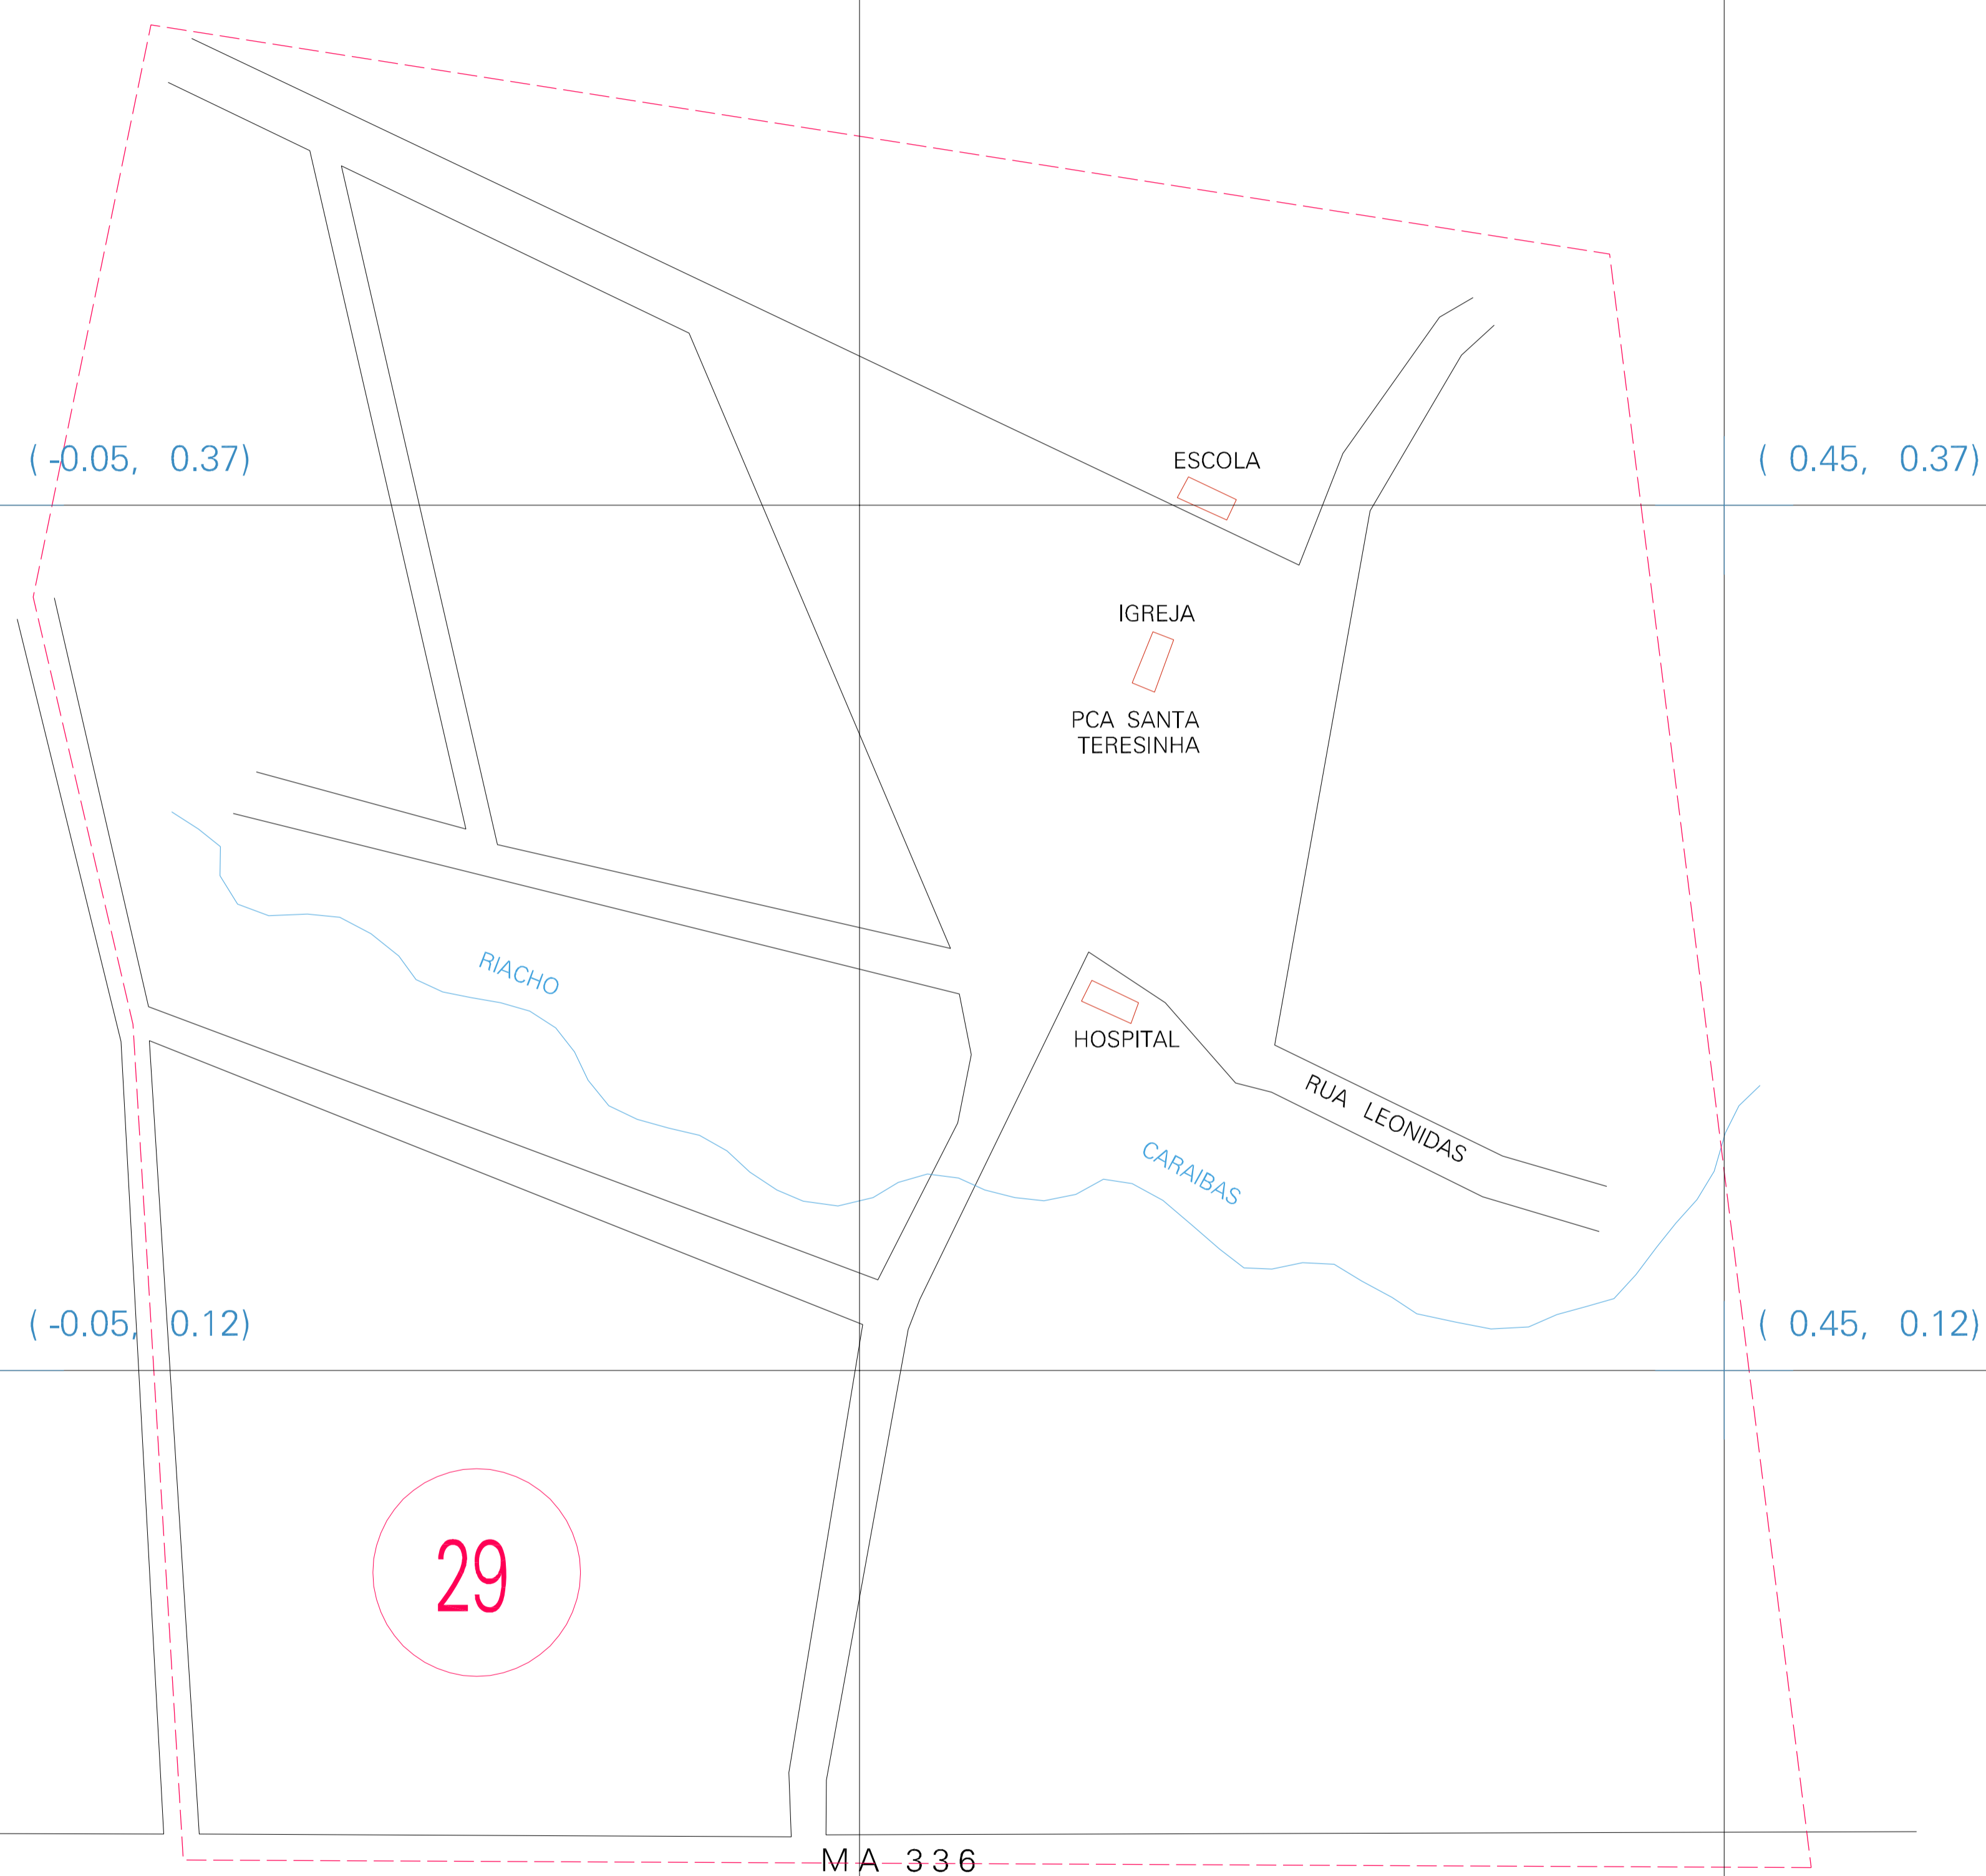 (-0.05, 0.37)
ESCOLA
( 0.45, 0.37)
IGREJA
PCA SANTA
TERESINHA
RIACHO
HOSPITAL
RUA LEONIDAS
CARAIBAS
(-0.05, 0.12)
( 0.45, 0.12)
29
MA 336